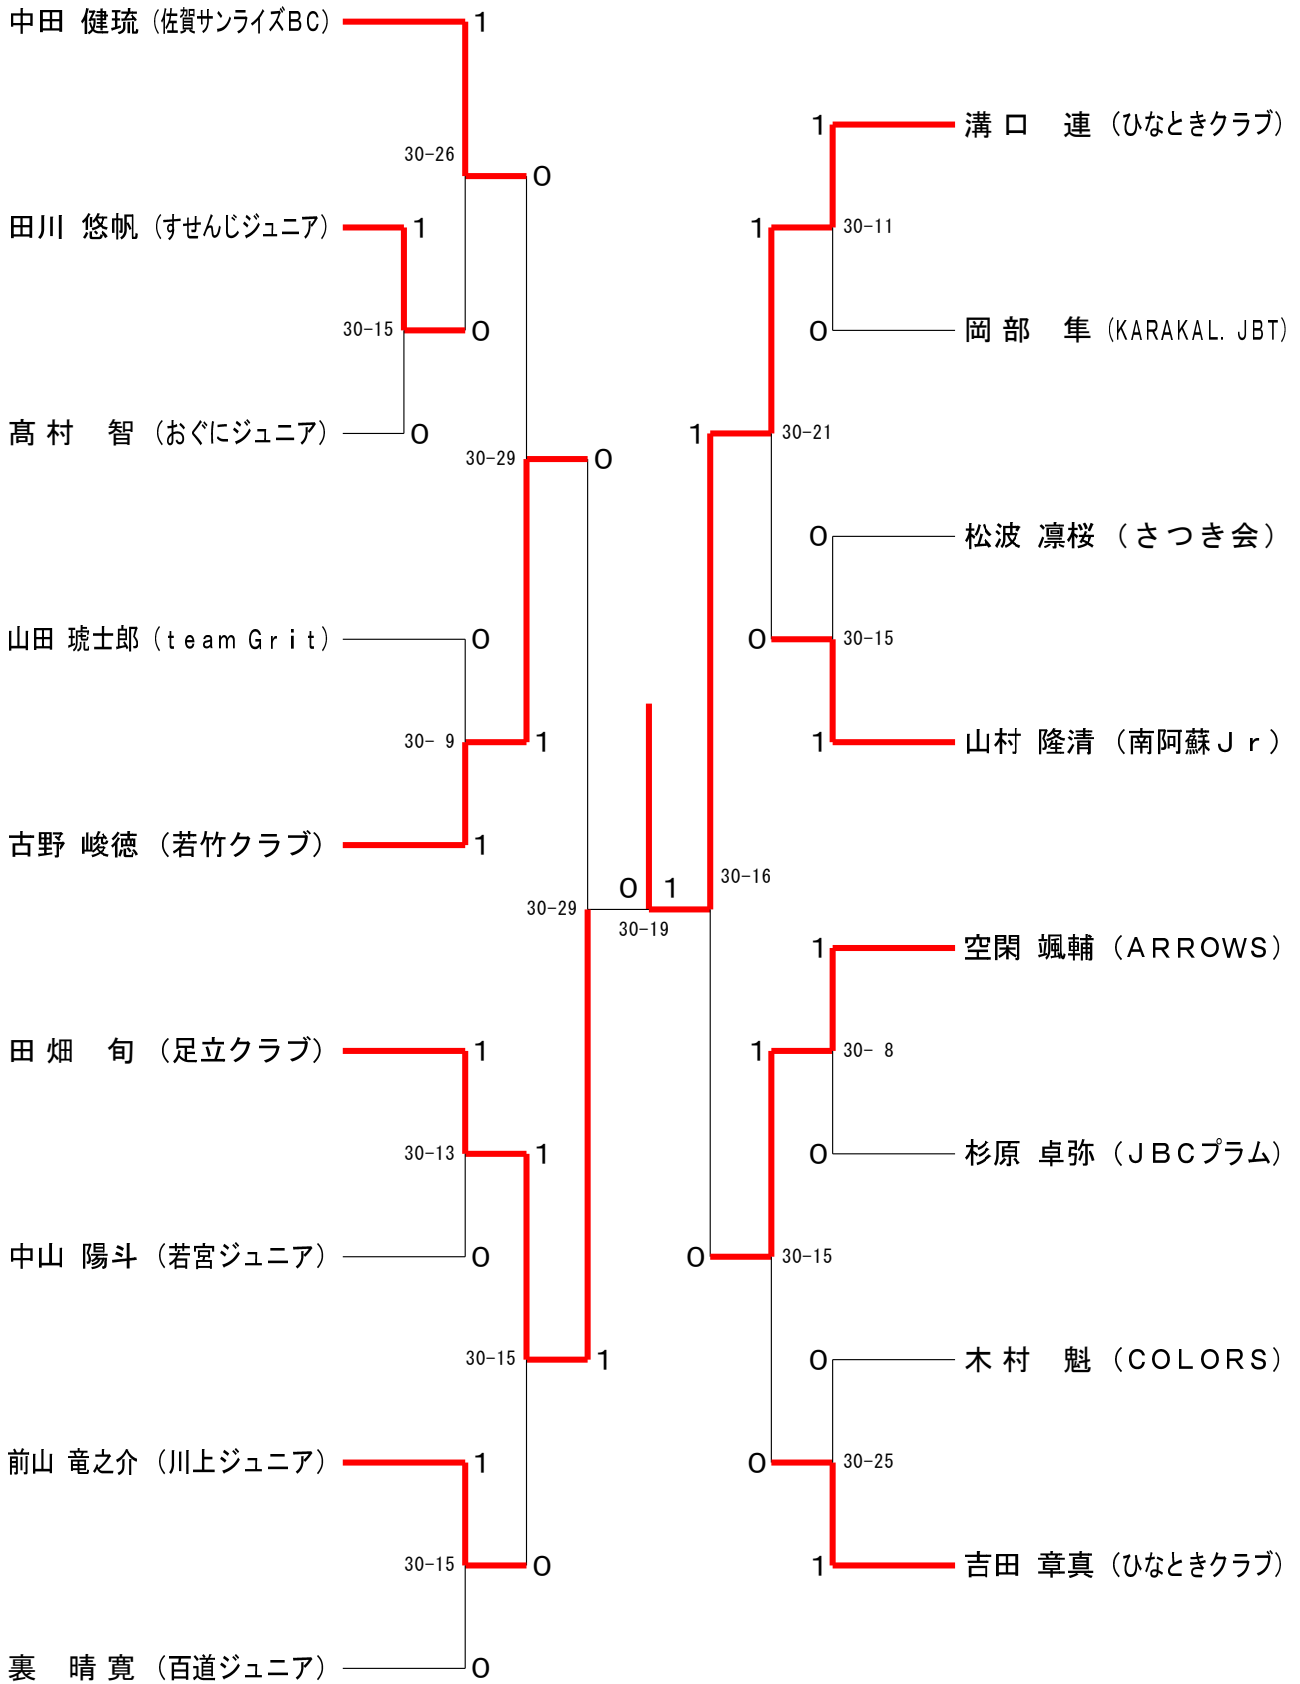 中田 健琉 (佐賀サンライズBC)
1
30-26
0
田川 悠帆 (すせんじジュニア)
1
30-15
0
髙村 智 (おぐにジュニア)
0
30-29
0
山田 琥士郎 (team Grit)
0
30- 9
1
古野 峻徳 (若竹クラブ)
1
30-29
0 1
30-19
田畑 旬 (足立クラブ)
1
30-13
1
中山 陽斗 (若宮ジュニア)
0
30-15
1
前山 竜之介 (川上ジュニア)
1
30-15
0
裏 晴寛 (百道ジュニア)
0
1
溝口 連 (ひなときクラブ)
1
30-11
0
岡部 隼 (KARAKAL. JBT)
1
30-21
0
松波 凛桜 (さつき会)
0
30-15
1
山村 隆清 (南阿蘇Jr)
30-16
1
空閑 颯輔 (ARROWS)
1
30- 8
0
杉原 卓弥 (JBCプラム)
0
30-15
0
木村 魁 (COLORS)
0
30-25
1
吉田 章真 (ひなときクラブ)